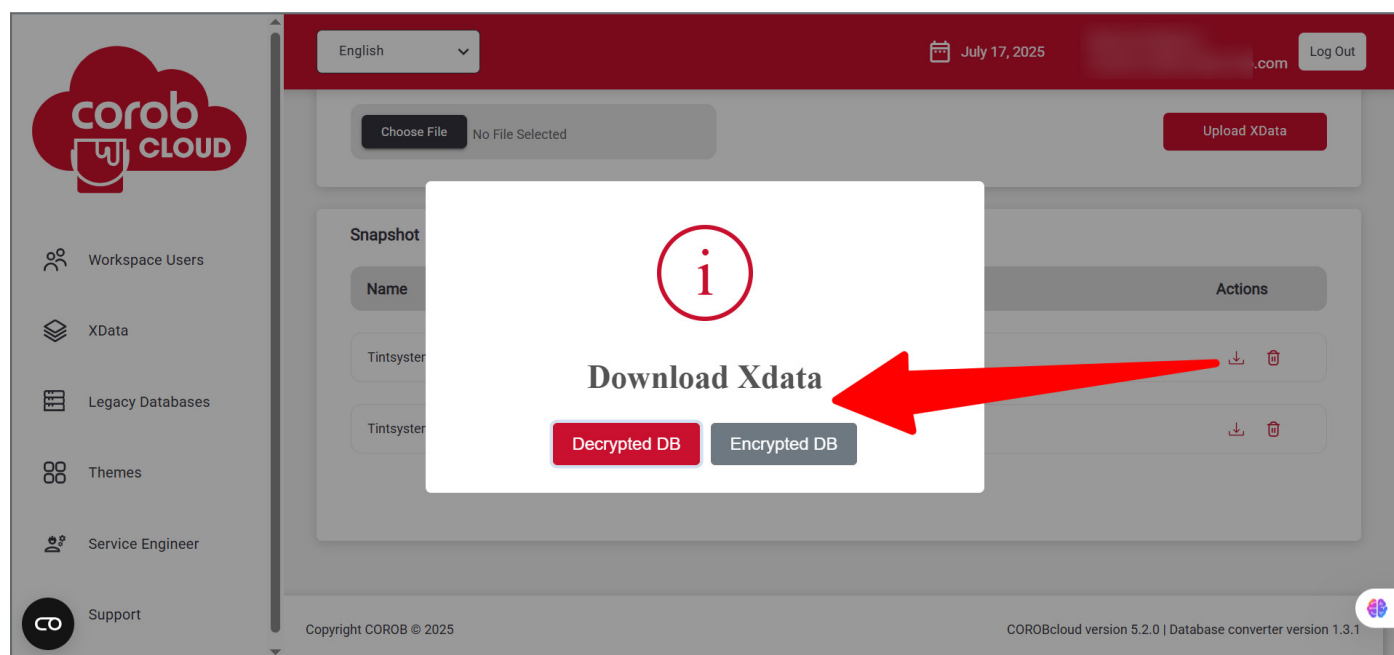 corob
CLOUD
English
July 17, 2025
.com
Log Out
Choose File
No File Selected
Upload XData
Workspace Users
XData
Legacy Databases
Themes
Service Engineer
Support
Snapshot
Name
Actions
Tintsyster
Tintsyster
i
Download Xdata
Decrypted DB
Encrypted DB
Copyright COROB © 2025
COROBcloud version 5.2.0 | Database converter version 1.3.1